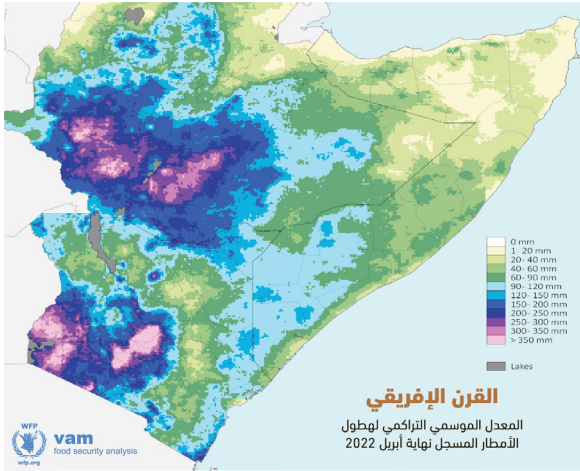 0 mm
1- 20 mm
20- 40 mm
40- 60 mm
60- 90 mm
90- 120 mm
120- 150 mm
150- 200 mm
200- 250 mm
250- 300 mm
300- 350 mm
> 350 mm
Lakes
القرن الإفريقي
المعدل الموسمي التراكمي لهطول
الأمطار المسجل نهاية أبريل 2022
WFP
wfp.org
vam
food security analysis